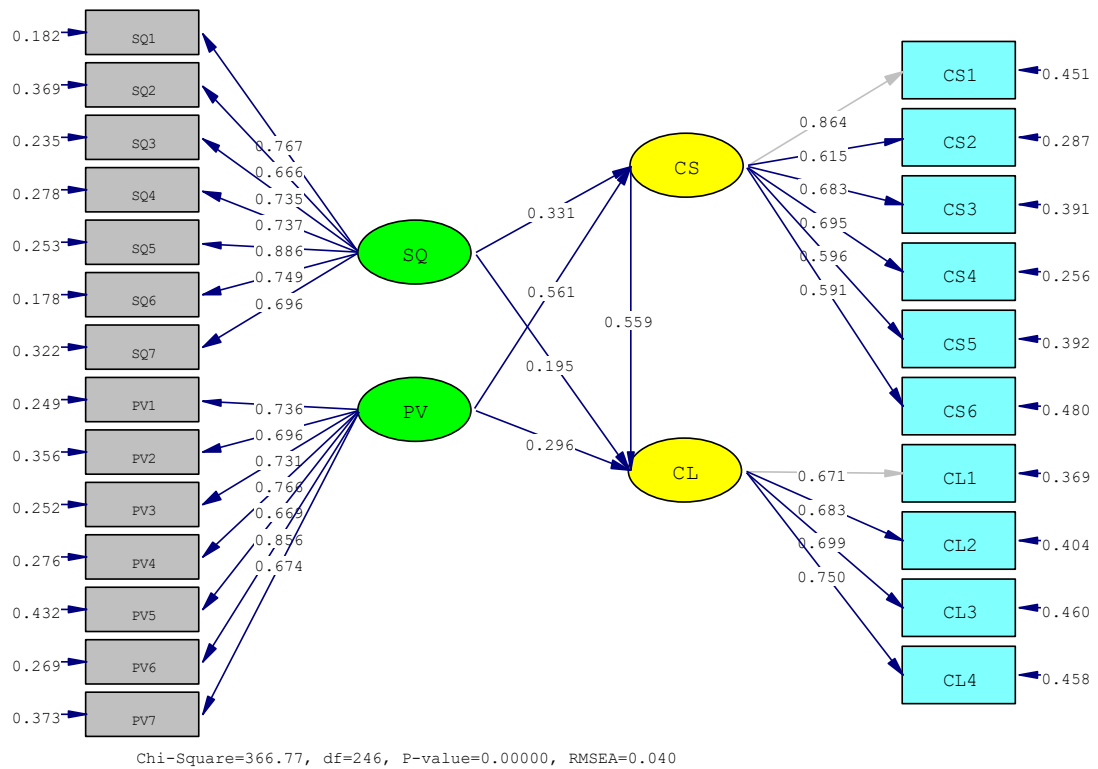 0.182 SQ1
0.369 SQ2
0.235 SQ3
0.278 SQ4
0.253 SQ5
0.178 SQ6
0.322 SQ7
0.249 PV1
0.356 PV2
0.252 PV3
0.276 PV4
0.432 PV5
0.269 PV6
0.373 PV7
0.767
0.666
0.735
0.737
0.886
0.749
0.696
0.736
0.696
0.731
0.766
0.669
0.856
0.674
SQ
PV
0.331
0.561
0.559
0.195
0.296
CS
CL
0.864
0.615
0.683
0.695
0.596
0.591
0.671
0.683
0.699
0.750
CS1 0.451
CS2 0.287
CS3 0.391
CS4 0.256
CS5 0.392
CS6 0.480
CL1 0.369
CL2 0.404
CL3 0.460
CL4 0.458
Chi-Square=366.77, df=246, P-value=0.00000, RMSEA=0.040